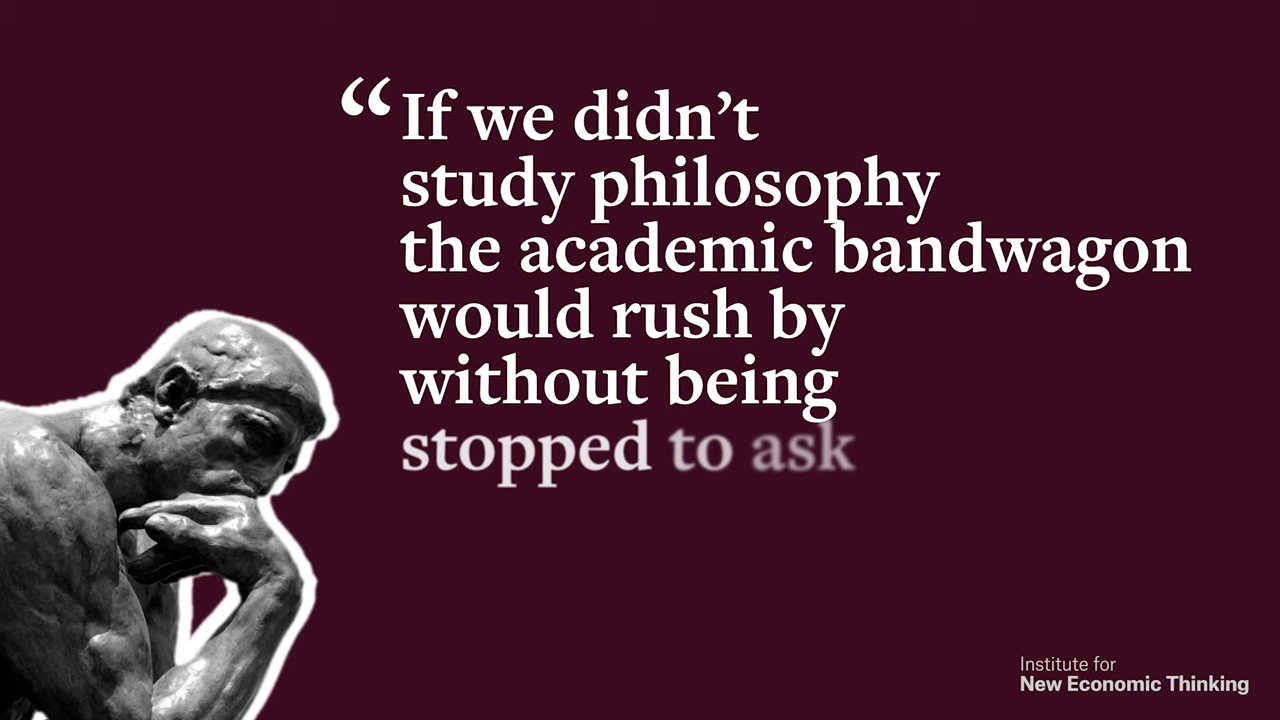 “If we didn’t
study philosophy
the academic bandwagon
would rush by
without being
stopped to ask
Institute for
New Economic Thinking